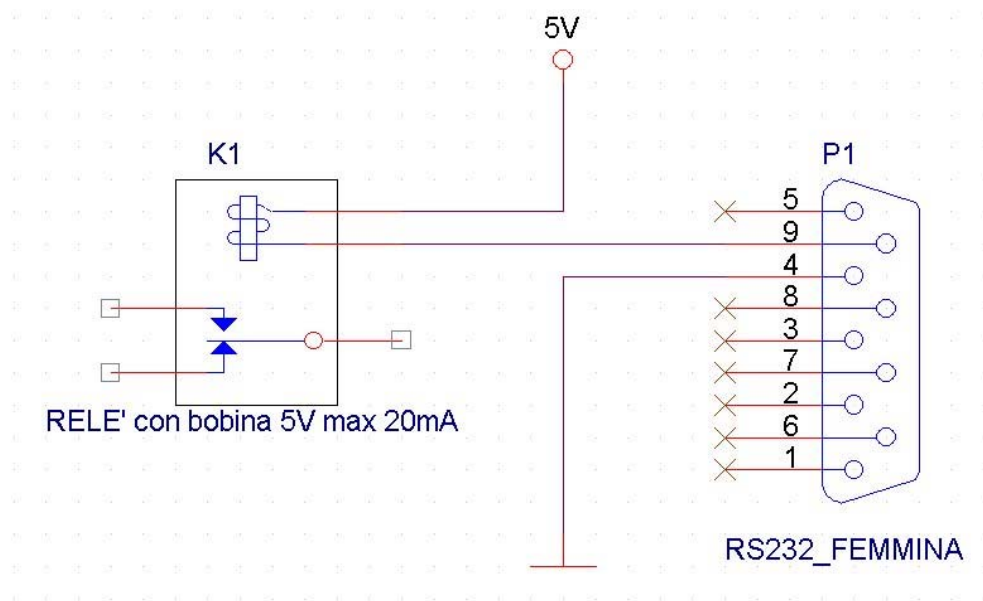 5V
K1
P1
5
9
4
8
3
7
2
6
1
RELE' con bobina 5V max 20mA
RS232_FEMMINA